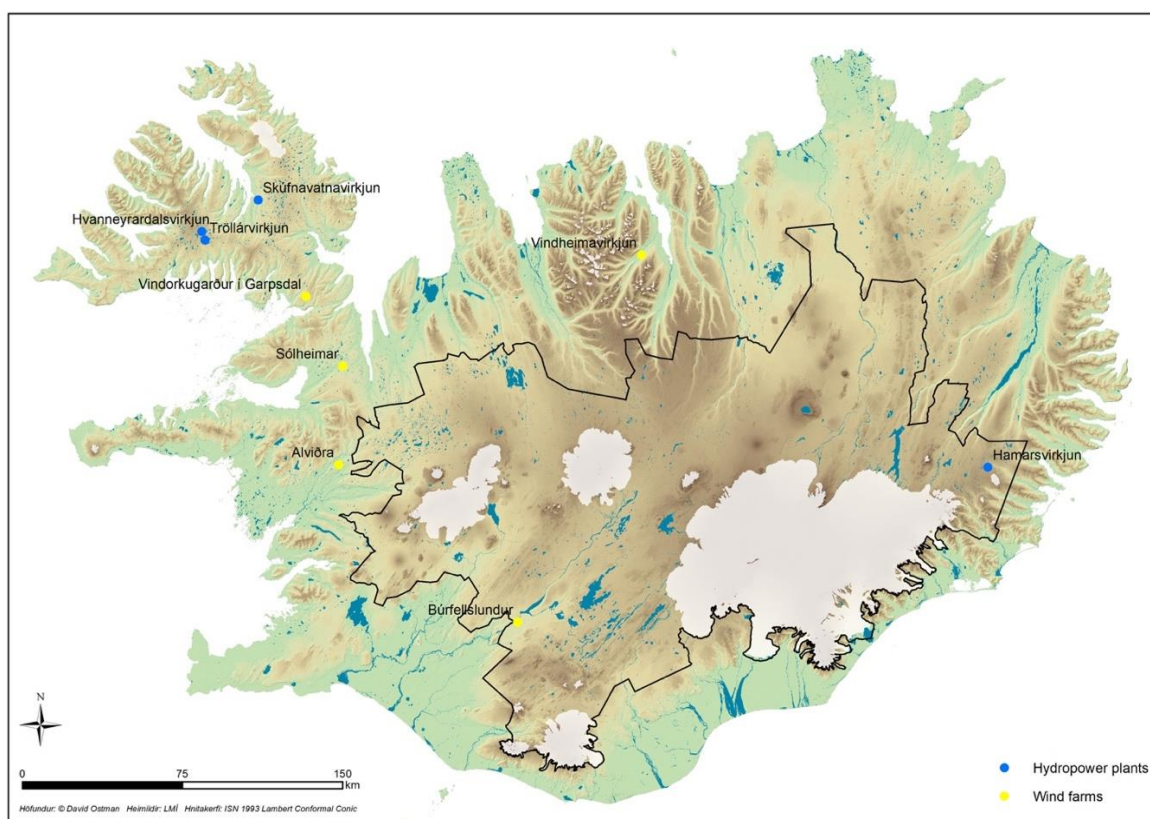 Skúfnavatnavirkjun
Hvanneyrardalsvirkjun
Tröllárvirkjun
Vindheimavirkjun
Vindorkugarður í Garpsdal
Sólheimar
Alviðra
Hamarsvirkjun
Búrfellslundur
N
0 75 150
km
Hydropower plants
Wind farms
Höfundur: © David Ostman Heimildir: LMÍ Hnitakerfi: ISN 1993 Lambert Conformal Conic